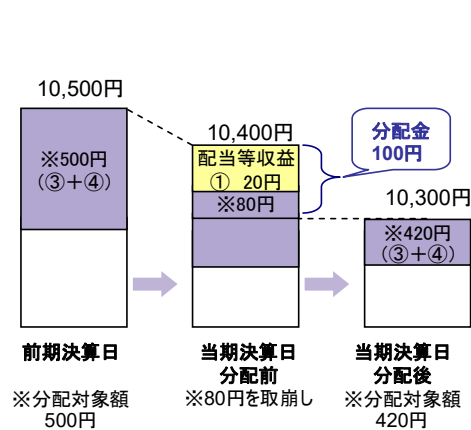 10,500円
※500円
(③+④)
10,400円
配当等収益
① 20円
※80円
分配金
100円
10,300円
※420円
(③+④)
前期決算日
※分配対象額
500円
当期決算日
分配前
※80円を取崩し
当期決算日
分配後
※分配対象額
420円